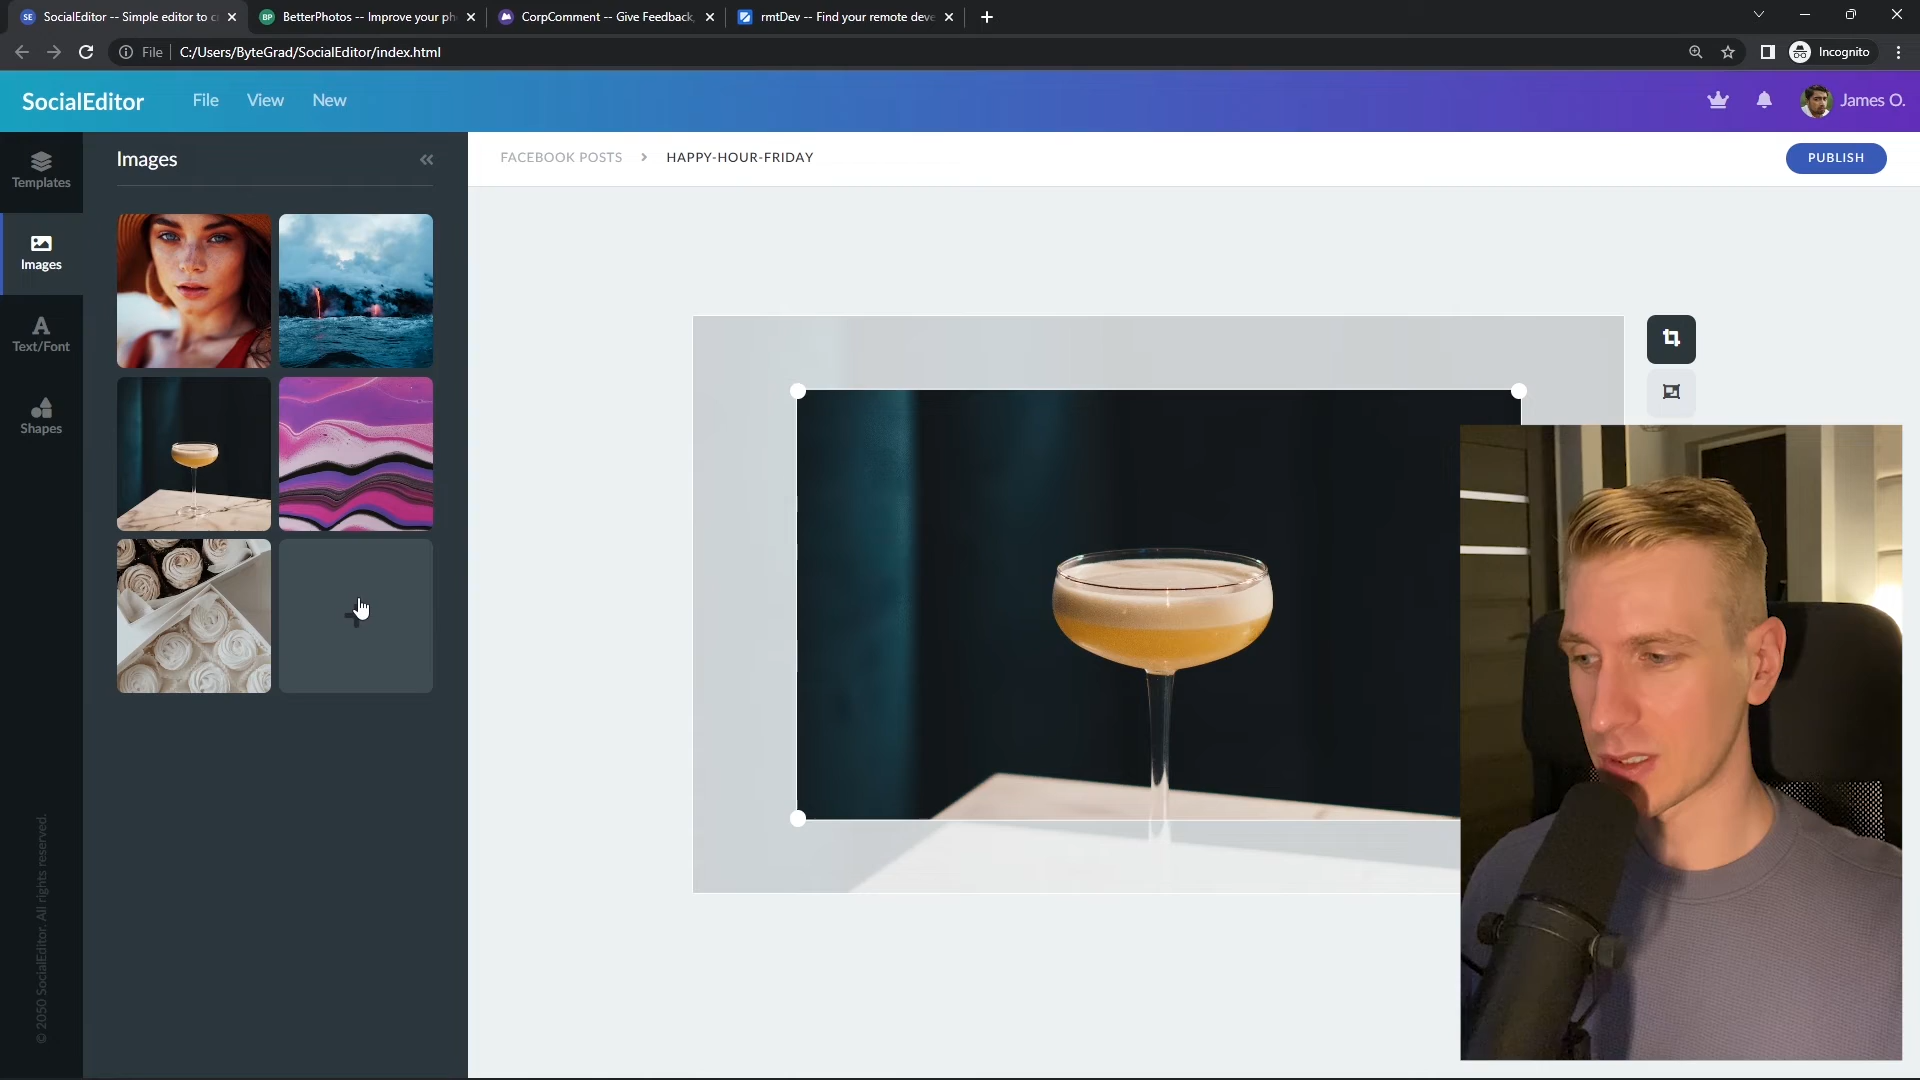 SE SocialEditor -- Simple editor to c
BP BetterPhotos -- Improve your ph
CorpComment -- Give Feedback,
rmtDev -- Find your remote deve
File C:/Users/ByteGrad/SocialEditor/index.html
Incognito
SocialEditor File View New
James O.
Templates
Images
Text/Font
Shapes
© 2050 SocialEditor. All rights reserved.
Images
FACEBOOK POSTS > HAPPY-HOUR-FRIDAY
PUBLISH